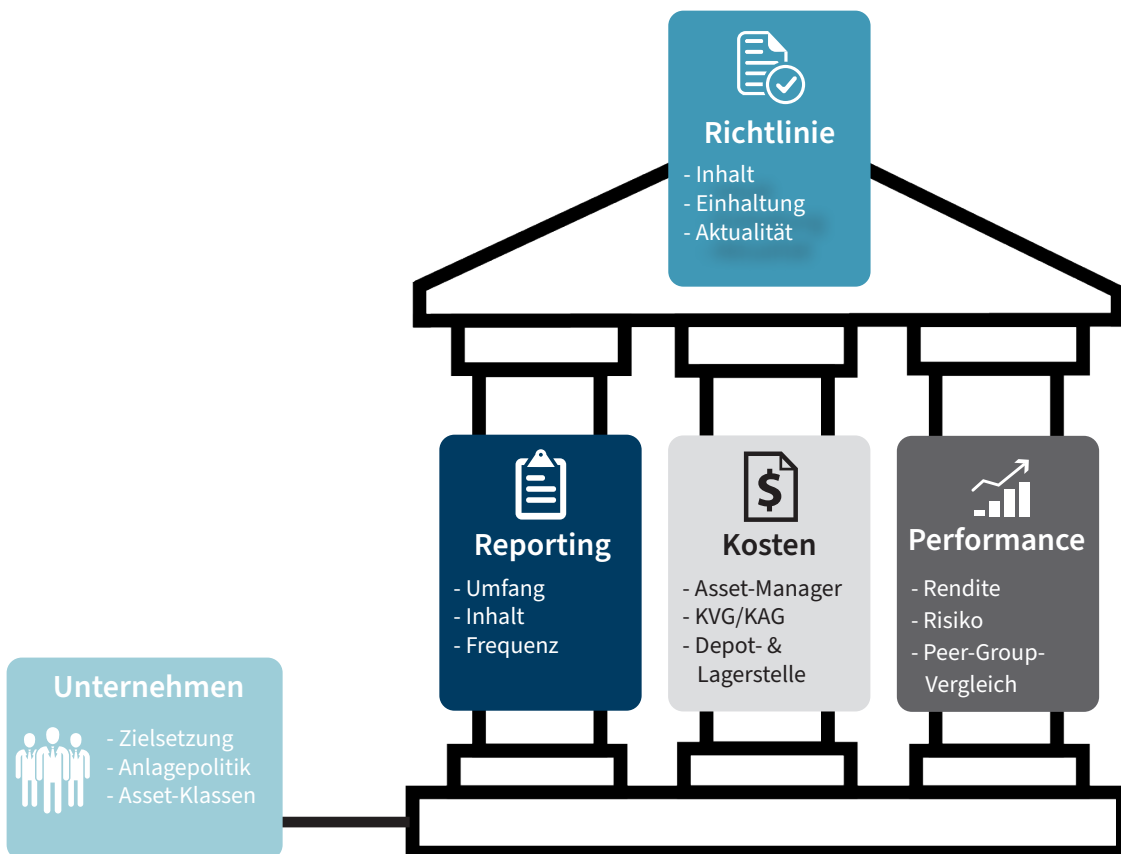 Richtlinie
- Inhalt
- Einhaltung
- Aktualität
Reporting
- Umfang
- Inhalt
- Frequenz
$
Kosten
- Asset-Manager
- KVG/KAG
- Depot- &
Lagerstelle
Performance
- Rendite
- Risiko
- Peer-Group-
Vergleich
Unternehmen
- Zielsetzung
- Anlagepolitik
- Asset-Klassen